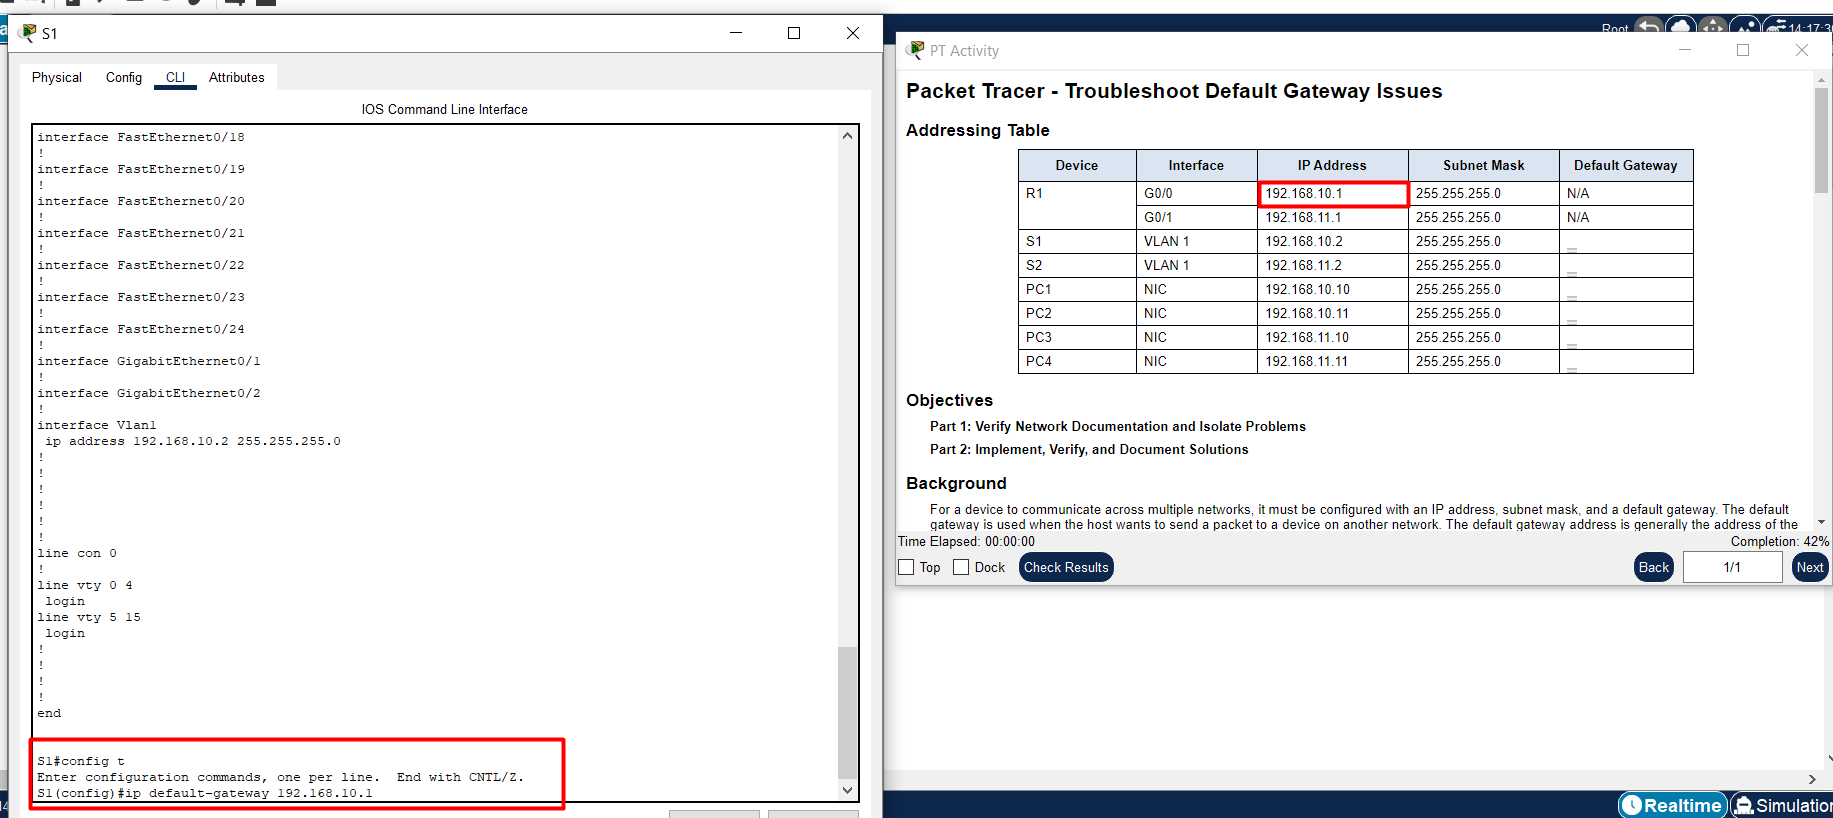 S1
Physical Config CLI Attributes
IOS Command Line Interface
interface FastEthernet0/18
!
interface FastEthernet0/19
!
interface FastEthernet0/20
!
interface FastEthernet0/21
!
interface FastEthernet0/22
!
interface FastEthernet0/23
!
interface FastEthernet0/24
!
interface GigabitEthernet0/1
!
interface GigabitEthernet0/2
!
interface Vlan1
ip address 192.168.10.2 255.255.255.0
!
!
!
!
!
!
line con 0
!
line vty 0 4
login
line vty 5 15
login
!
!
!
!
end
S1#config t
Enter configuration commands, one per line. End with CNTL/Z.
S1(config)#ip default-gateway 192.168.10.1
Root
PT Activity
Packet Tracer - Troubleshoot Default Gateway Issues
Addressing Table
Device Interface IP Address Subnet Mask Default Gateway
R1 G0/0 192.168.10.1 255.255.255.0 N/A
G0/1 192.168.11.1 255.255.255.0 N/A
S1 VLAN 1 192.168.10.2 255.255.255.0
S2 VLAN 1 192.168.11.2 255.255.255.0
PC1 NIC 192.168.10.10 255.255.255.0
PC2 NIC 192.168.10.11 255.255.255.0
PC3 NIC 192.168.11.10 255.255.255.0
PC4 NIC 192.168.11.11 255.255.255.0
Objectives
Part 1: Verify Network Documentation and Isolate Problems
Part 2: Implement, Verify, and Document Solutions
Background
For a device to communicate across multiple networks, it must be configured with an IP address, subnet mask, and a default gateway. The default
gateway is used when the host wants to send a packet to a device on another network. The default gateway address is generally the address of the
Time Elapsed: 00:00:00 Completion: 42%
Top Dock Check Results Back 1/1 Next
Realtime Simulation